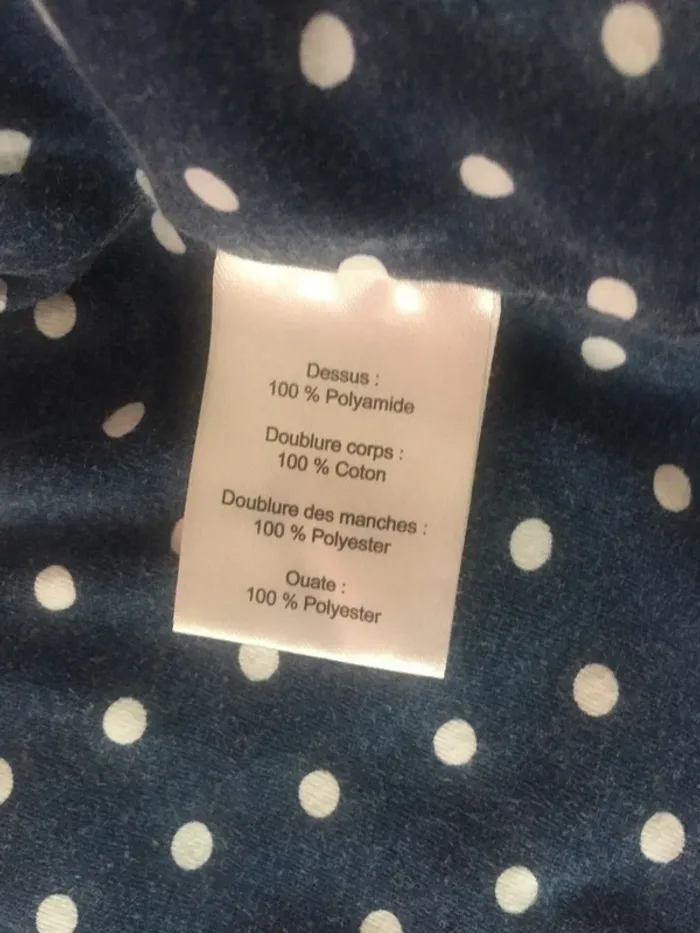 Dessus :
100 % Polyamide
Doublure corps :
100 % Coton
Doublure des manches :
100 % Polyester
Ouate :
100 % Polyester